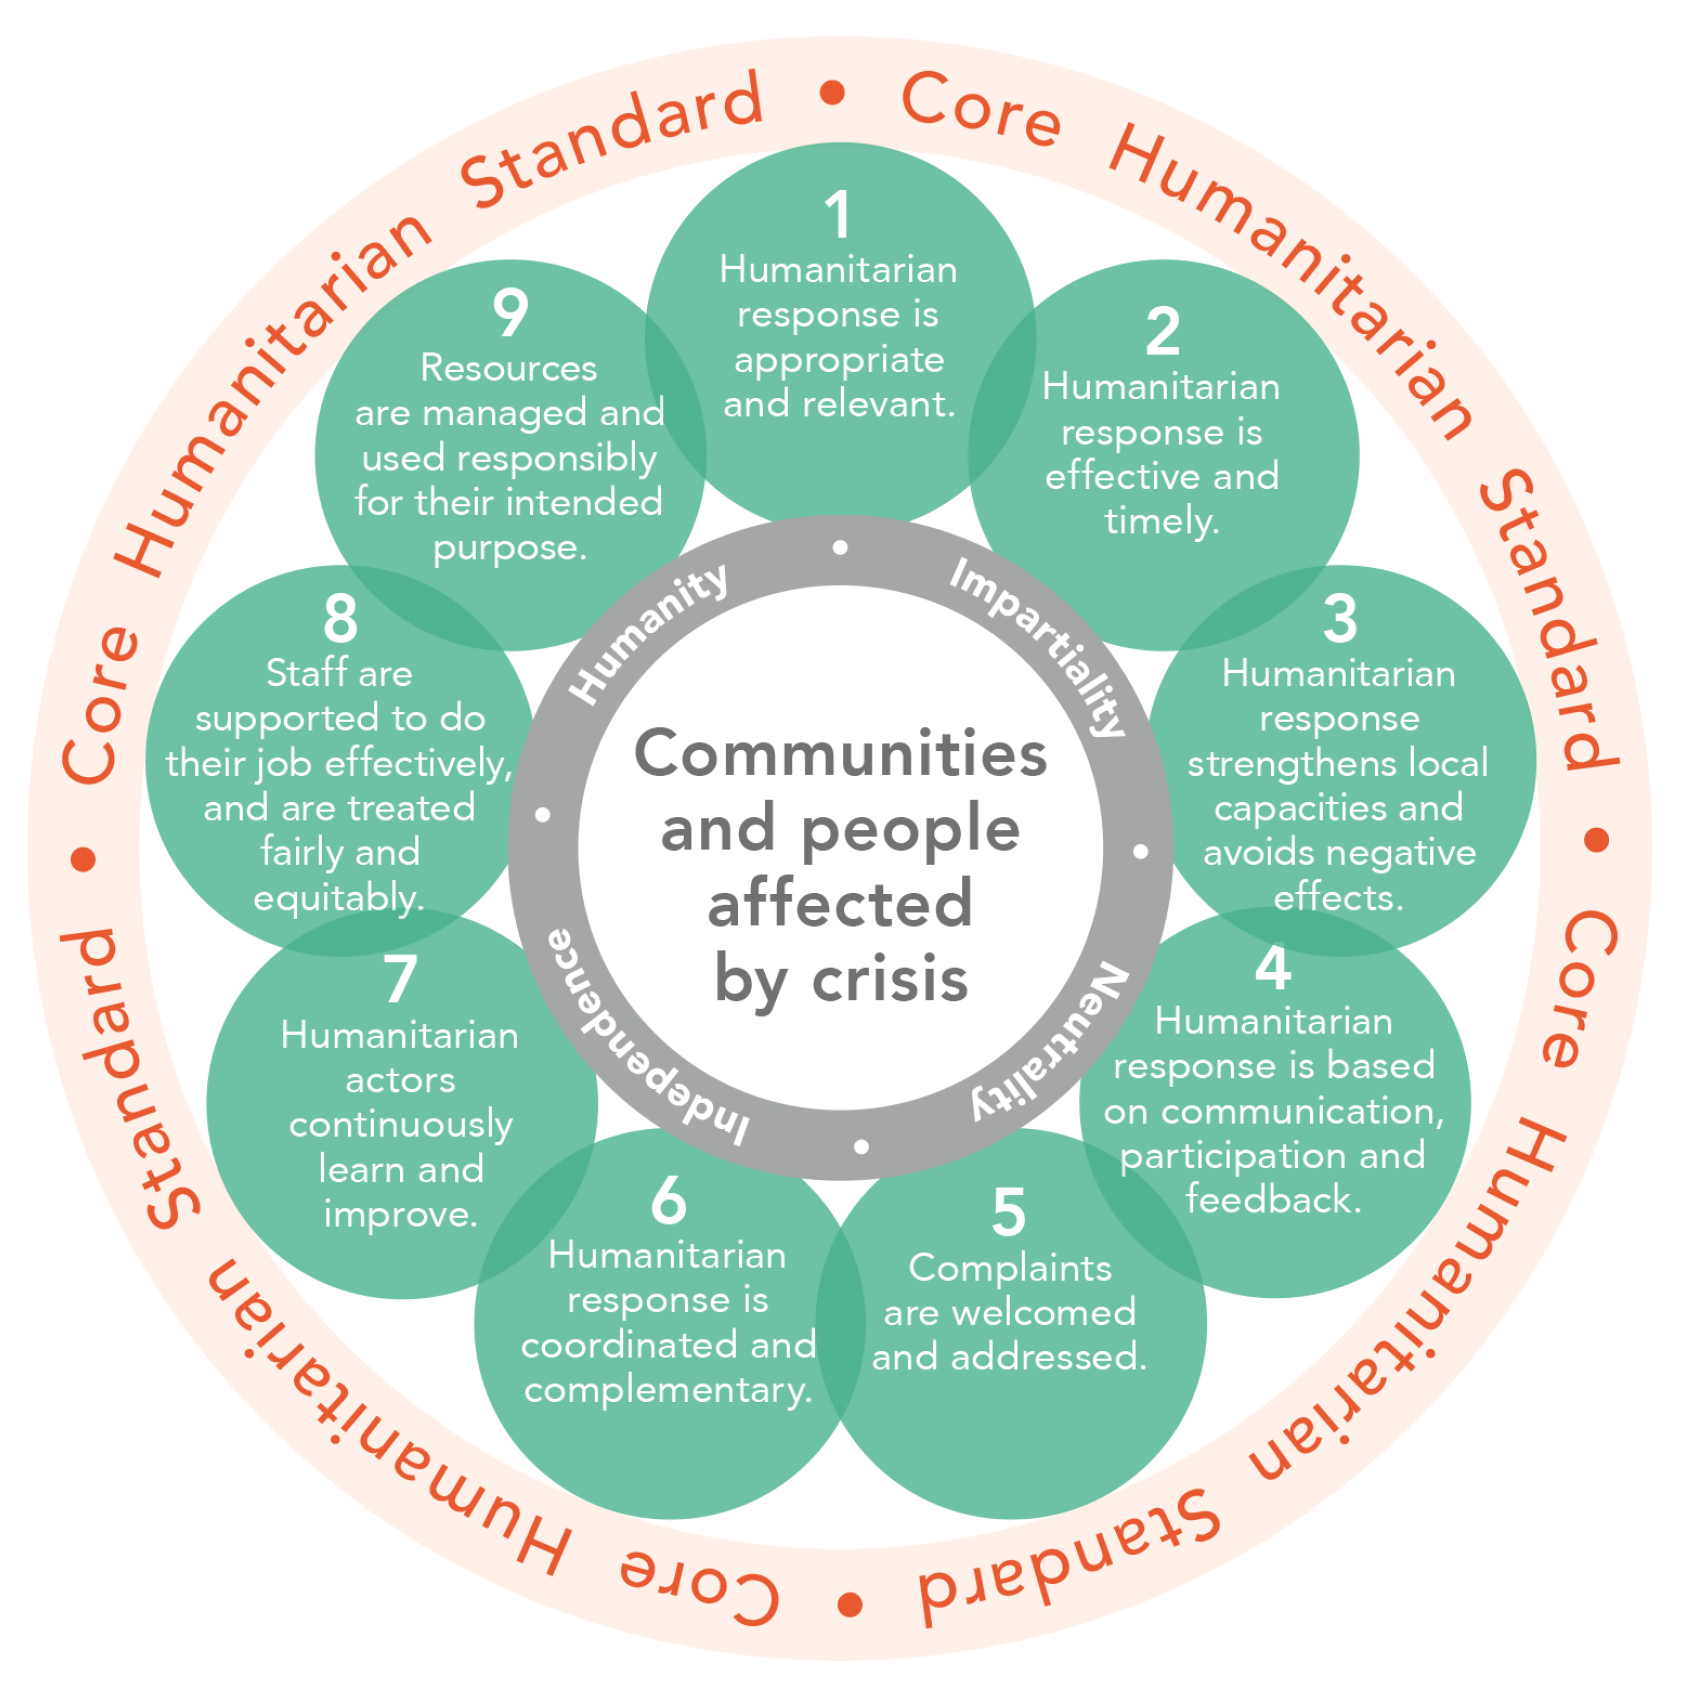 Core Humanitarian Standard • Core Humanitarian Standard • Core Humanitarian Standard • Core Humanitarian Standard •
1
Humanitarian
response is
appropriate
and relevant.
2
Humanitarian
response is
effective and
timely.
3
Humanitarian
response
strengthens local
capacities and
avoids negative
effects.
4
Humanitarian
response is based
on communication,
participation and
feedback.
5
Complaints
are welcomed
and addressed.
6
Humanitarian
response is
coordinated and
complementary.
7
Humanitarian
actors
continuously
learn and
improve.
8
Staff are
supported to do
their job effectively,
and are treated
fairly and
equitably.
9
Resources
are managed and
used responsibly
for their intended
purpose.
Humanity • Impartiality • Neutrality • Independence •
Communities
and people
affected
by crisis